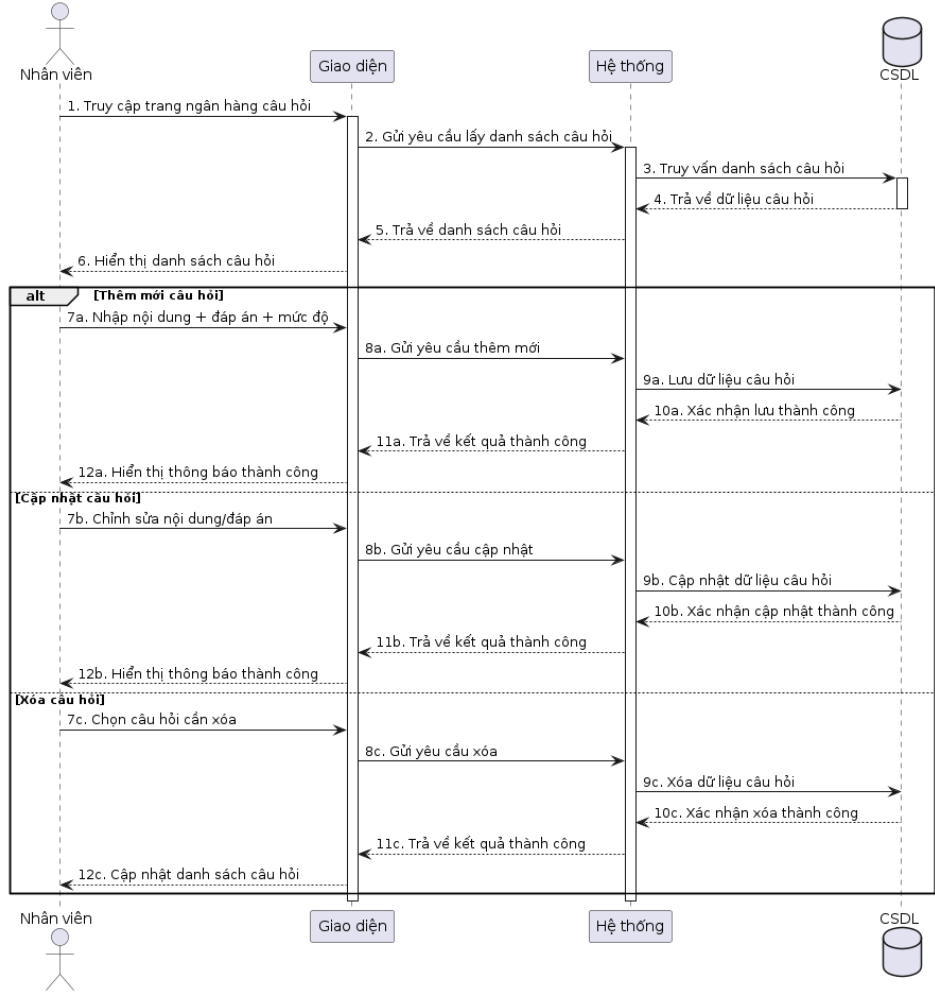 Nhân viên
Giao diện
Hệ thống
CSDL
1. Truy cập trang ngân hàng câu hỏi
2. Gửi yêu cầu lấy danh sách câu hỏi
3. Truy vấn danh sách câu hỏi
4. Trả về dữ liệu câu hỏi
5. Trả về danh sách câu hỏi
6. Hiển thị danh sách câu hỏi
alt [Thêm mới câu hỏi]
7a. Nhập nội dung + đáp án + mức độ
8a. Gửi yêu cầu thêm mới
9a. Lưu dữ liệu câu hỏi
10a. Xác nhận lưu thành công
11a. Trả về kết quả thành công
12a. Hiển thị thông báo thành công
[Cập nhật câu hỏi]
7b. Chỉnh sửa nội dung/đáp án
8b. Gửi yêu cầu cập nhật
9b. Cập nhật dữ liệu câu hỏi
10b. Xác nhận cập nhật thành công
11b. Trả về kết quả thành công
12b. Hiển thị thông báo thành công
[Xóa câu hỏi]
7c. Chọn câu hỏi cần xóa
8c. Gửi yêu cầu xóa
9c. Xóa dữ liệu câu hỏi
10c. Xác nhận xóa thành công
11c. Trả về kết quả thành công
12c. Cập nhật danh sách câu hỏi
Nhân viên
Giao diện
Hệ thống
CSDL